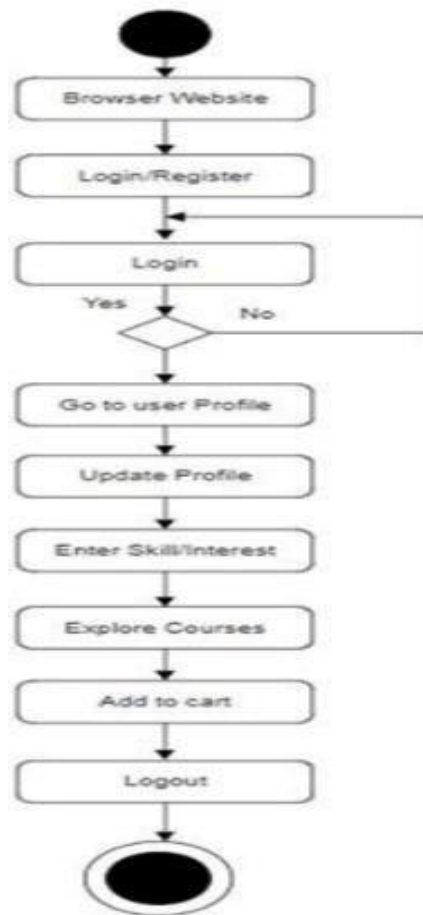 Browser Website
Login/Register
Login
Yes
No
Go to user Profile
Update Profile
Enter Skill/Interest
Explore Courses
Add to cart
Logout